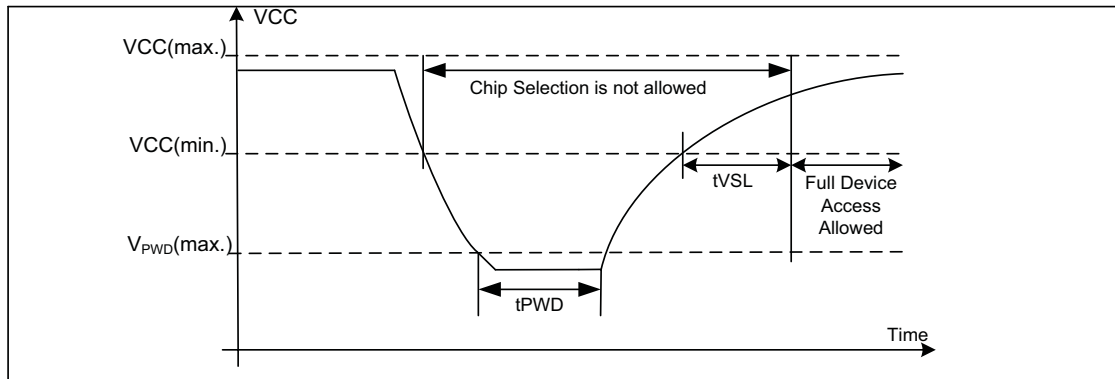 VCC
VCC(max.)
Chip Selection is not allowed
VCC(min.)
tVSL
Full Device
Access
Allowed
VPWD(max.)
tPWD
Time